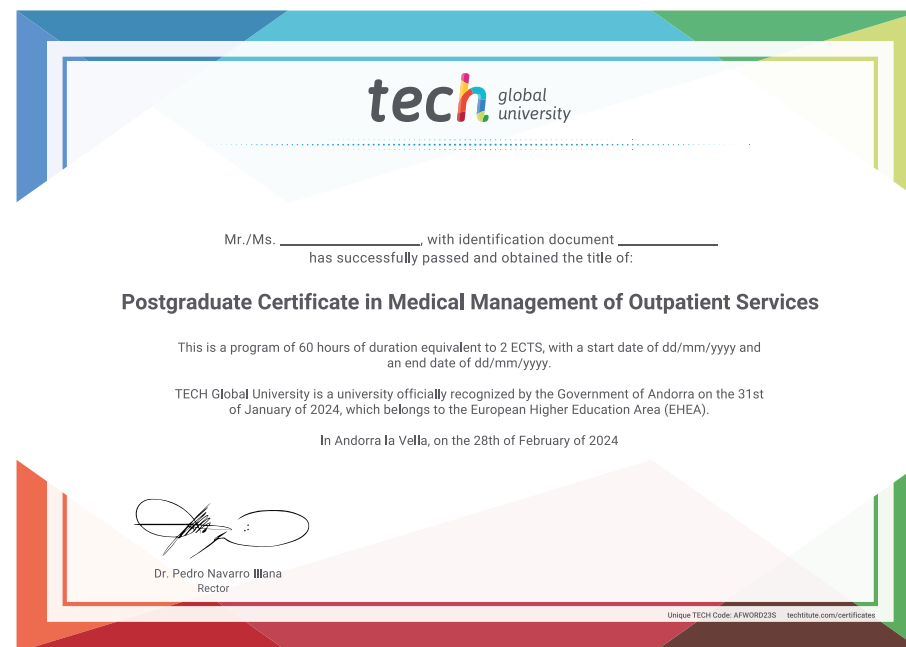 tech global
university
Mr./Ms. ____________, with identification document ____________
has successfully passed and obtained the title of:
Postgraduate Certificate in Medical Management of Outpatient Services
This is a program of 60 hours of duration equivalent to 2 ECTS, with a start date of dd/mm/yyyy and
an end date of dd/mm/yyyy.
TECH Global University is a university officially recognized by the Government of Andorra on the 31st
of January of 2024, which belongs to the European Higher Education Area (EHEA).
In Andorra la Vella, on the 28th of February of 2024
Dr. Pedro Navarro Illana
Rector
Unique TECH Code: AFWORD23S techtitute.com/certificates